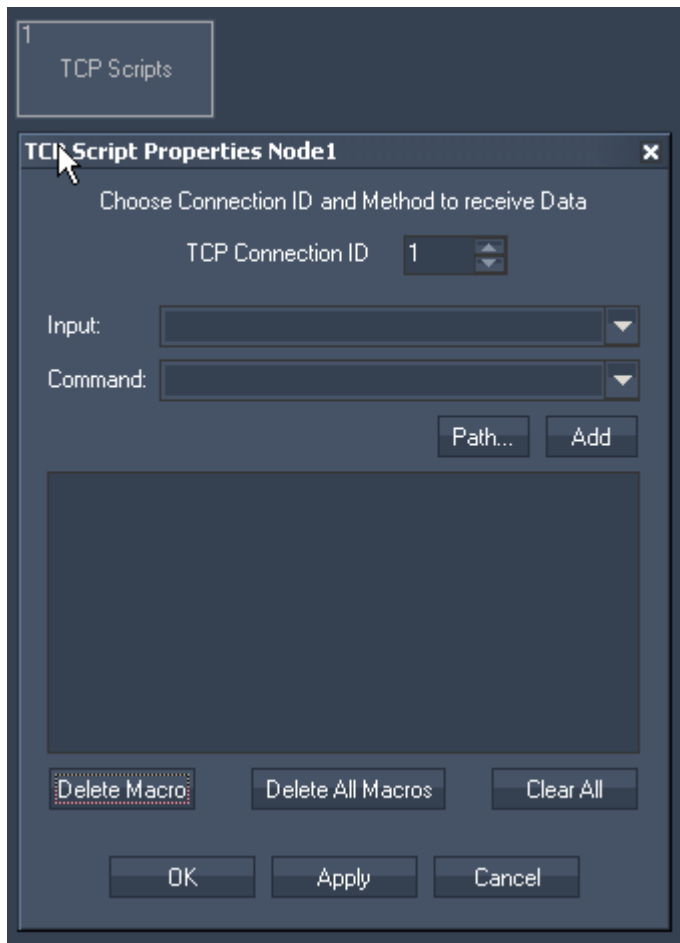 1
TCP Scripts
TCP Script Properties Node1
Choose Connection ID and Method to receive Data
TCP Connection ID 1
Input:
Command:
Path... Add
Delete Macro Delete All Macros Clear All
OK Apply Cancel